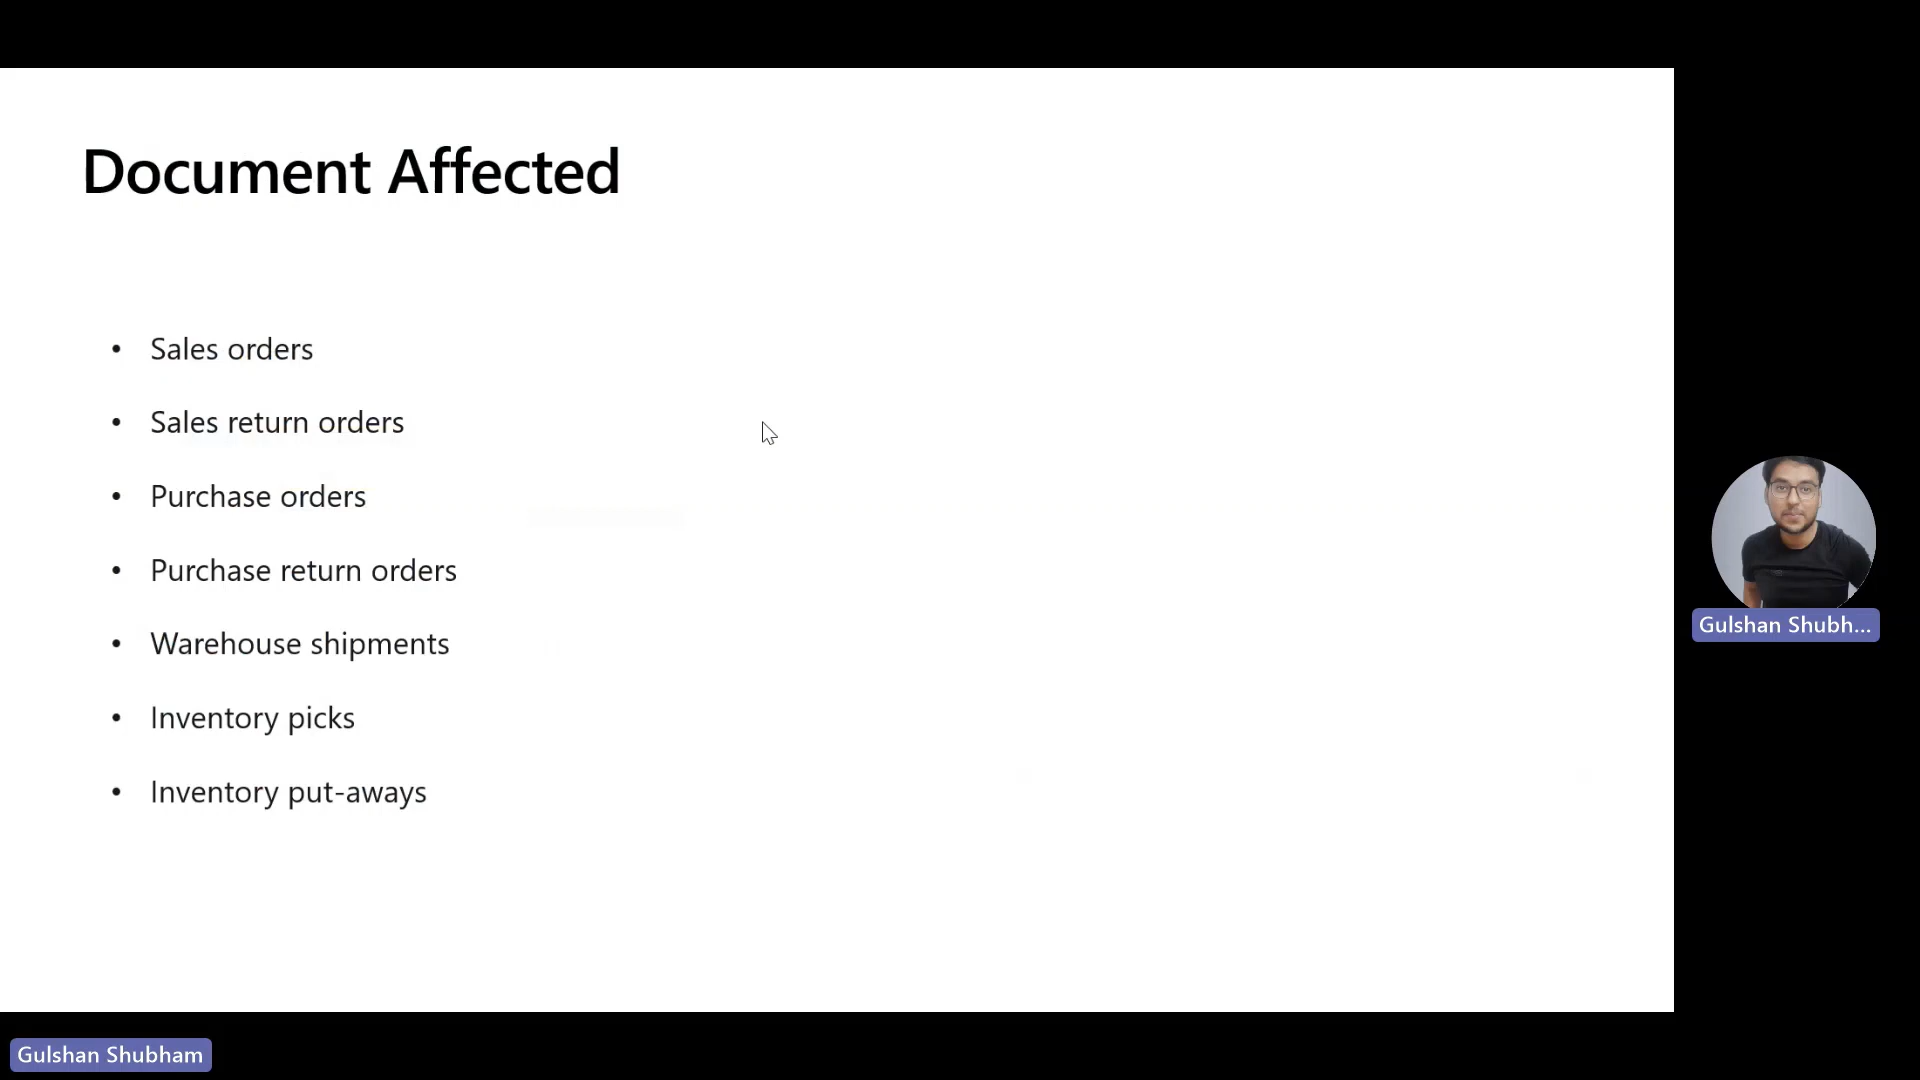 Document Affected
• Sales orders
• Sales return orders
• Purchase orders
• Purchase return orders
• Warehouse shipments
• Inventory picks
• Inventory put-aways
Gulshan Shubh...
Gulshan Shubham